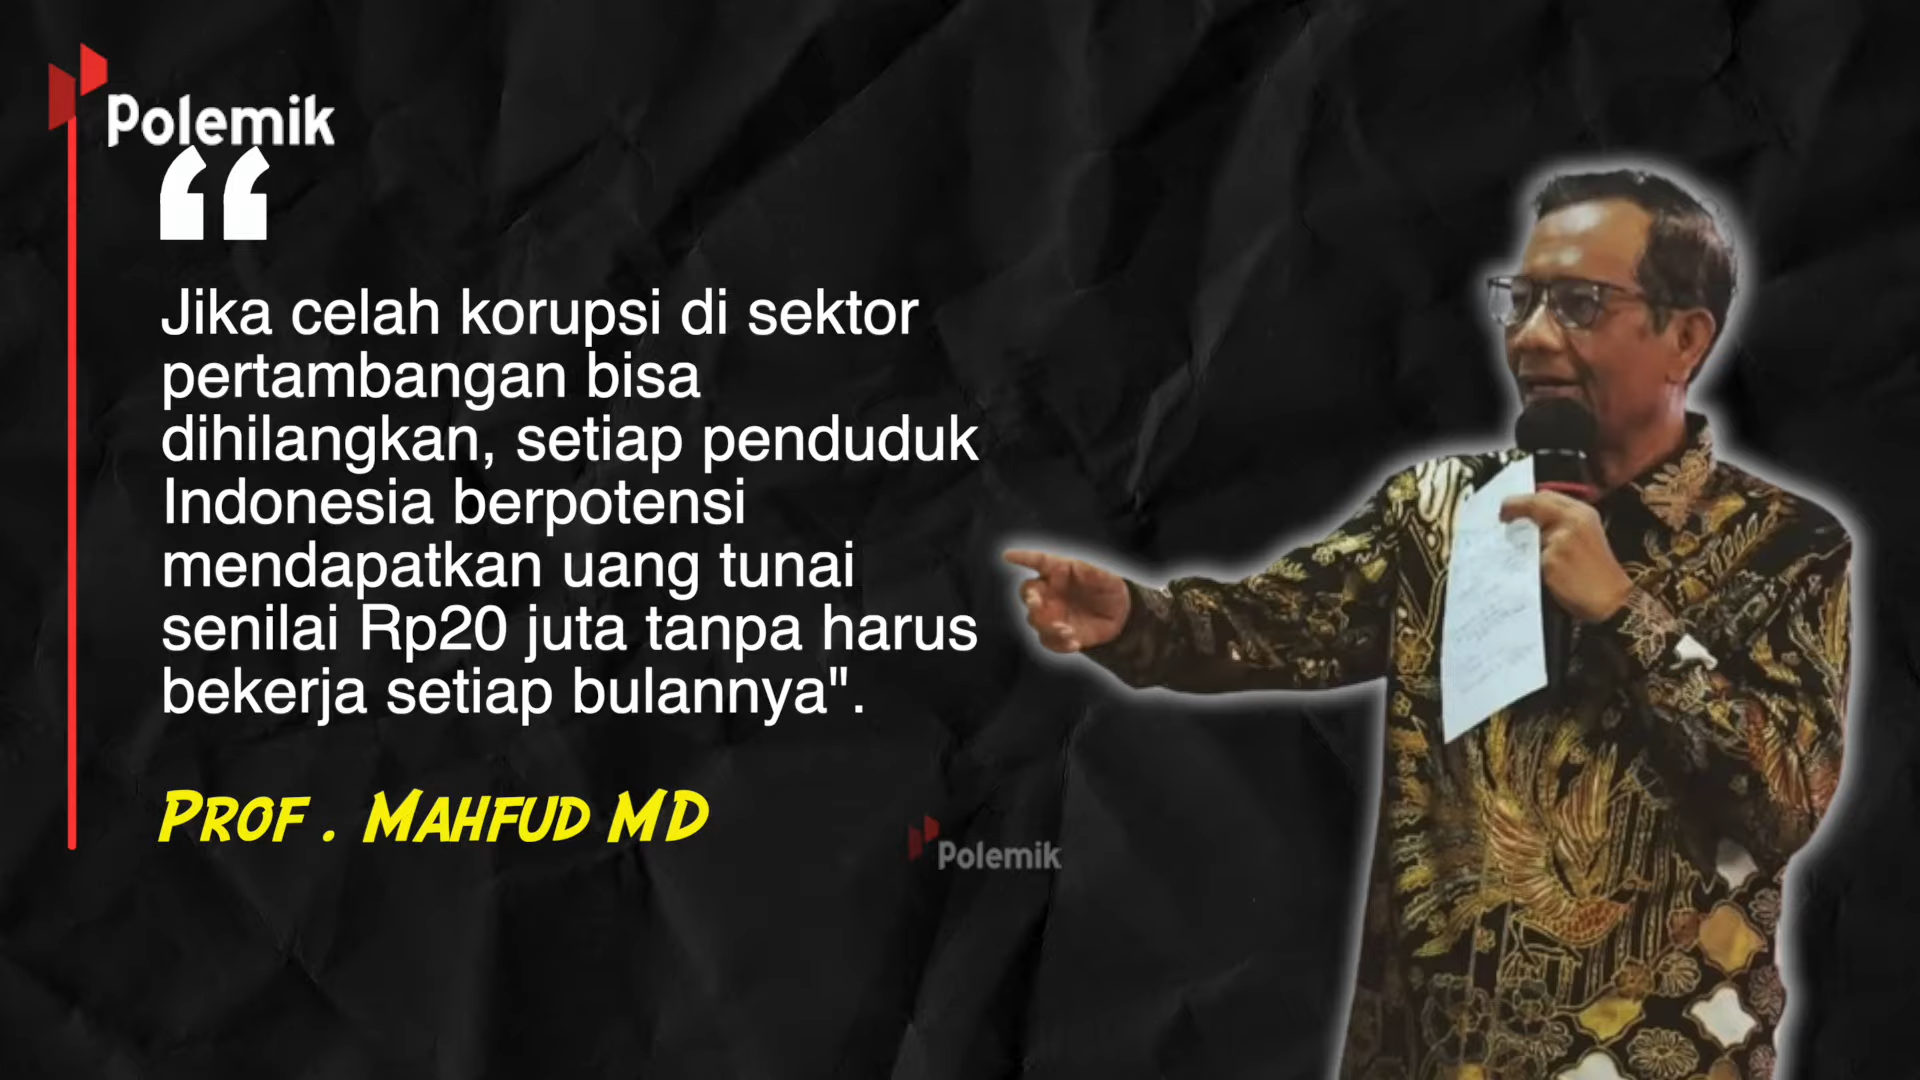 Polemik
“
Jika celah korupsi di sektor
pertambangan bisa
dihilangkan, setiap penduduk
Indonesia berpotensi
mendapatkan uang tunai
senilai Rp20 juta tanpa harus
bekerja setiap bulannya".
PROF . MAHFUD MD
Polemik